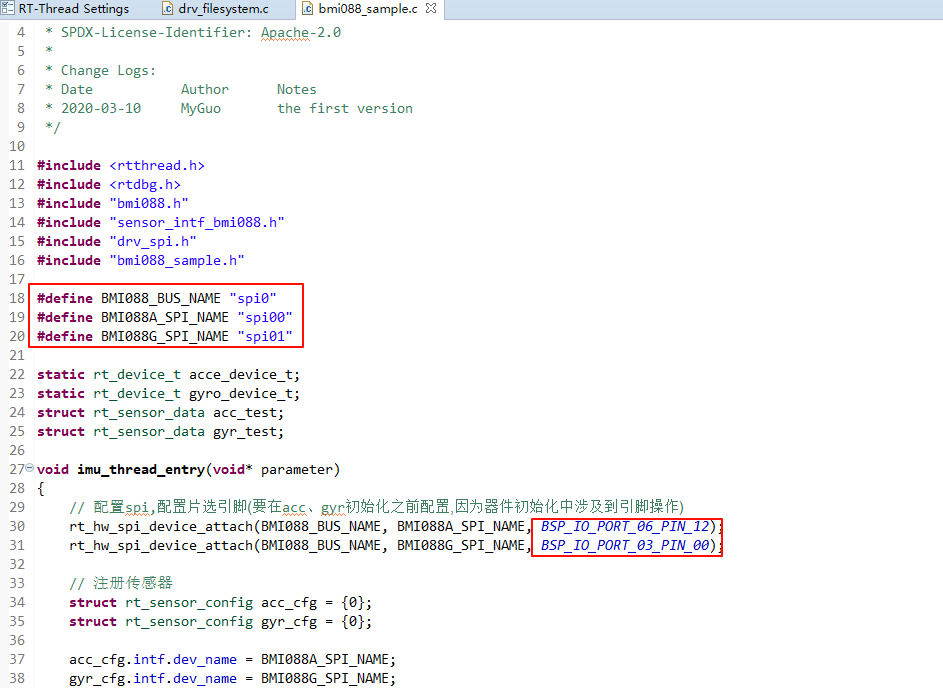 RT-Thread Settings drv_filesystem.c bmi088_sample.c
4 * SPDX-License-Identifier: Apache-2.0
5 *
6 * Change Logs:
7 * Date           Author      Notes
8 * 2020-03-10     MyGuo       the first version
9 */
10
11 #include <rtthread.h>
12 #include <rtdbg.h>
13 #include "bmi088.h"
14 #include "sensor_intf_bmi088.h"
15 #include "drv_spi.h"
16 #include "bmi088_sample.h"
17
18 #define BMI088_BUS_NAME "spi0"
19 #define BMI088A_SPI_NAME "spi00"
20 #define BMI088G_SPI_NAME "spi01"
21
22 static rt_device_t acce_device_t;
23 static rt_device_t gyro_device_t;
24 struct rt_sensor_data acc_test;
25 struct rt_sensor_data gyr_test;
26
27 void imu_thread_entry(void* parameter)
28 {
29     // 配置spi,配置片选引脚(要在acc、gyr初始化之前配置,因为器件初始化中涉及到引脚操作)
30     rt_hw_spi_device_attach(BMI088_BUS_NAME, BMI088A_SPI_NAME, BSP_IO_PORT_06_PIN_12);
31     rt_hw_spi_device_attach(BMI088_BUS_NAME, BMI088G_SPI_NAME, BSP_IO_PORT_03_PIN_00);
32
33     // 注册传感器
34     struct rt_sensor_config acc_cfg = {0};
35     struct rt_sensor_config gyr_cfg = {0};
36
37     acc_cfg.intf.dev_name = BMI088A_SPI_NAME;
38     gyr_cfg.intf.dev_name = BMI088G_SPI_NAME;